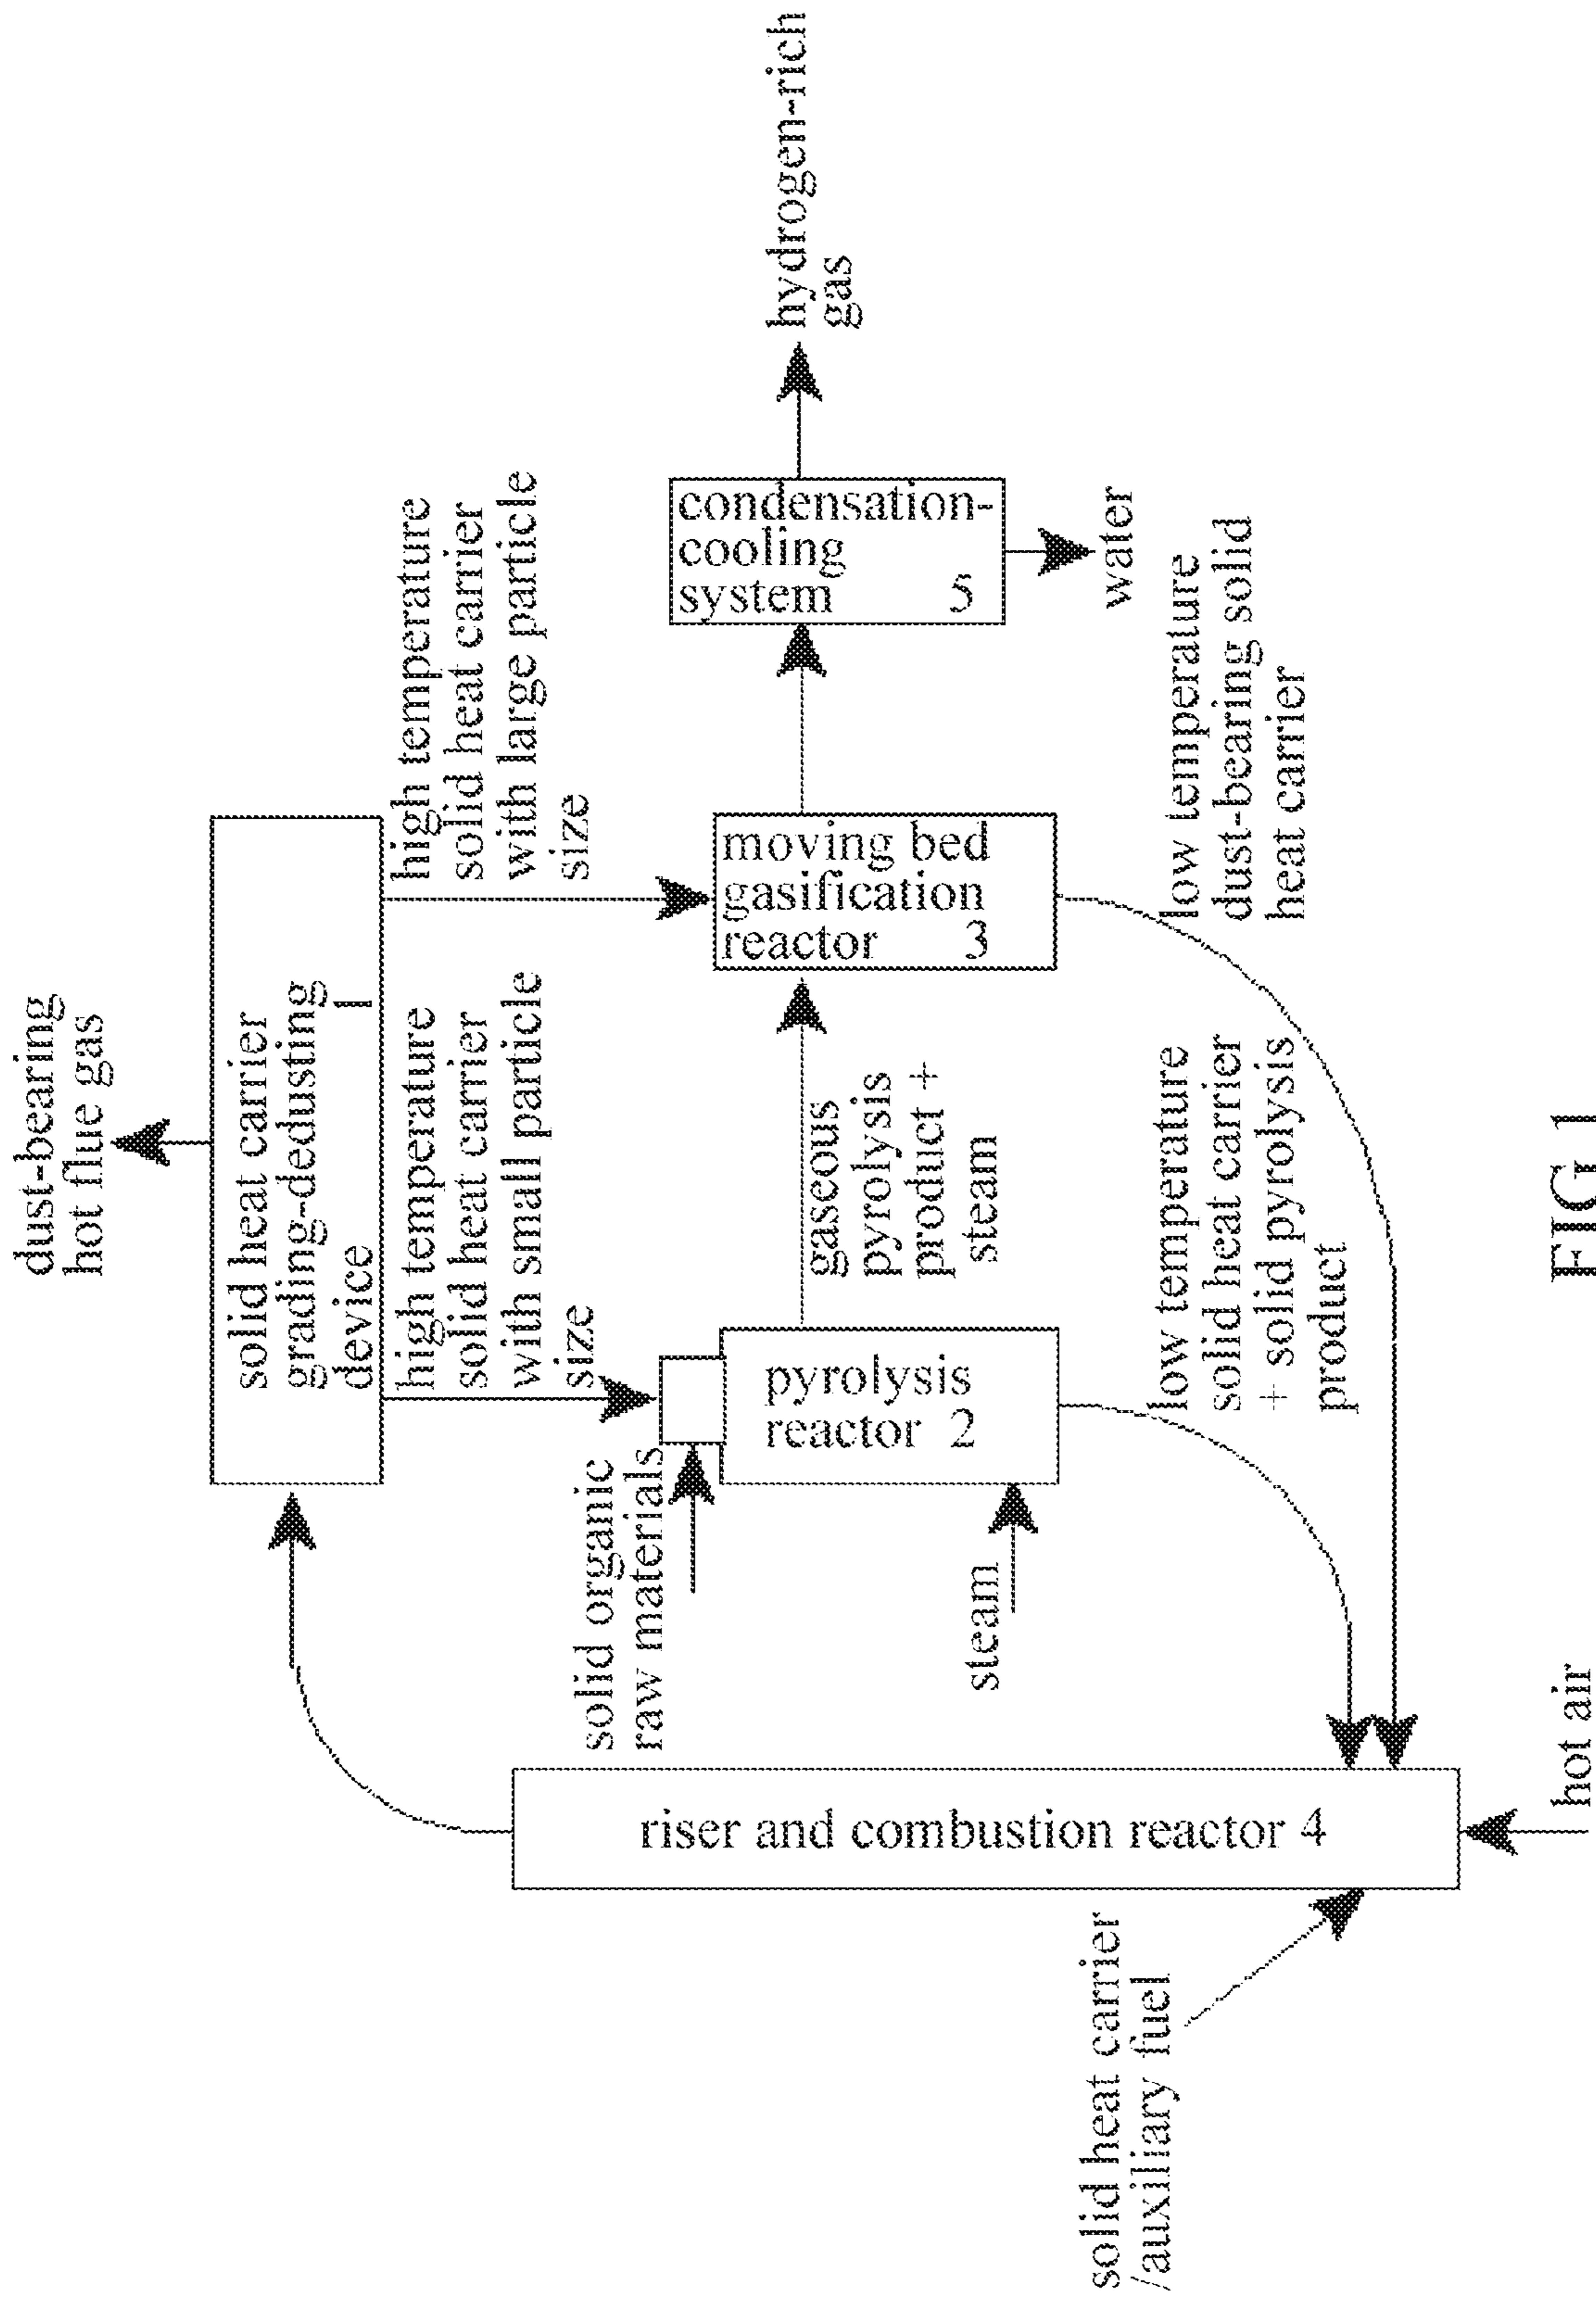 dust-bearing
hot flue gas
solid heat carrier
grading-dedusting
device 1
high temperature
solid heat carrier
with small particle
size
high temperature
solid heat carrier
with large particle
size
solid organic
raw materials
pyrolysis
reactor 2
steam
gaseous
pyrolysis
product +
steam
moving bed
gasification
reactor 3
condensation-
cooling
system 5
hydrogen-rich
gas
water
low temperature
dust-bearing solid
heat carrier
low temperature
solid heat carrier
+ solid pyrolysis
product
riser and combustion reactor 4
solid heat carrier
/auxiliary fuel
hot air
FIG 1